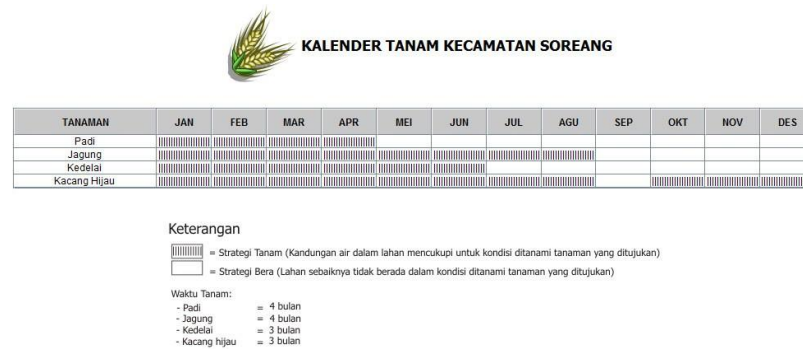 KALENDER TANAM KECAMATAN SOREANG
TANAMAN JAN FEB MAR APR MEI JUN JUL AGU SEP OKT NOV DES
Padi
Jagung
Kedelai
Kacang Hijau
Keterangan
= Strategi Tanam (Kandungan air dalam lahan mencukupi untuk kondisi ditanami tanaman yang ditujukan)
= Strategi Bera (Lahan sebaiknya tidak berada dalam kondisi ditanami tanaman yang ditujukan)
Waktu Tanam:
- Padi = 4 bulan
- Jagung = 4 bulan
- Kedelai = 3 bulan
- Kacang hijau = 3 bulan